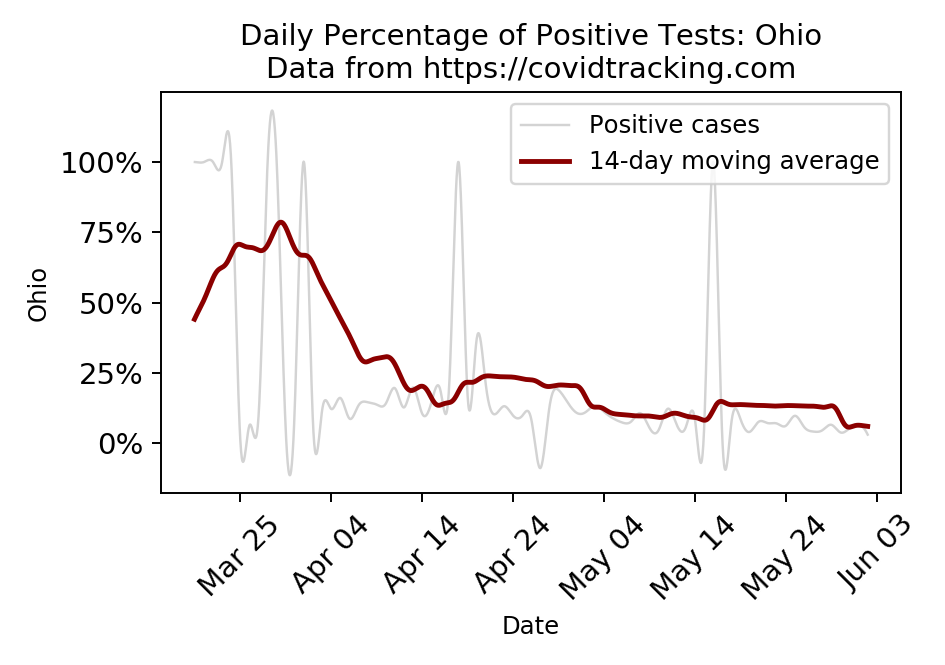 Daily Percentage of Positive Tests: Ohio
Data from https://covidtracking.com
Positive cases
14-day moving average
100%
75%
50%
25%
0%
Ohio
Mar 25
Apr 04
Apr 14
Apr 24
May 04
May 14
May 24
Jun 03
Date